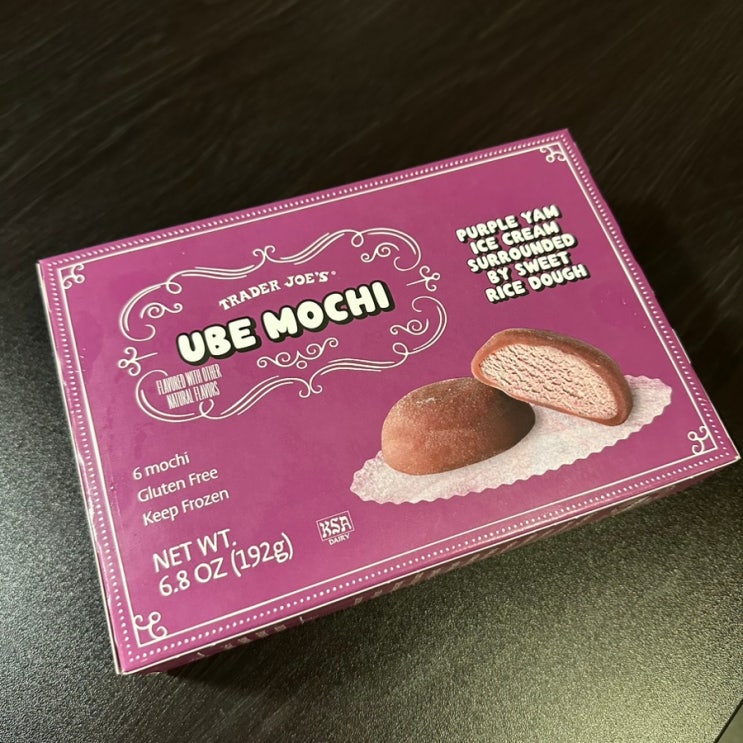 TRADER JOE'S®
UBE MOCHI
FLAVORED WITH OTHER
NATURAL FLAVORS
PURPLE YAM
ICE CREAM
SURROUNDED
BY SWEET
RICE DOUGH
6 mochi
Gluten Free
Keep Frozen
NET WT.
6.8 OZ (192g)
KSA
DAIRY